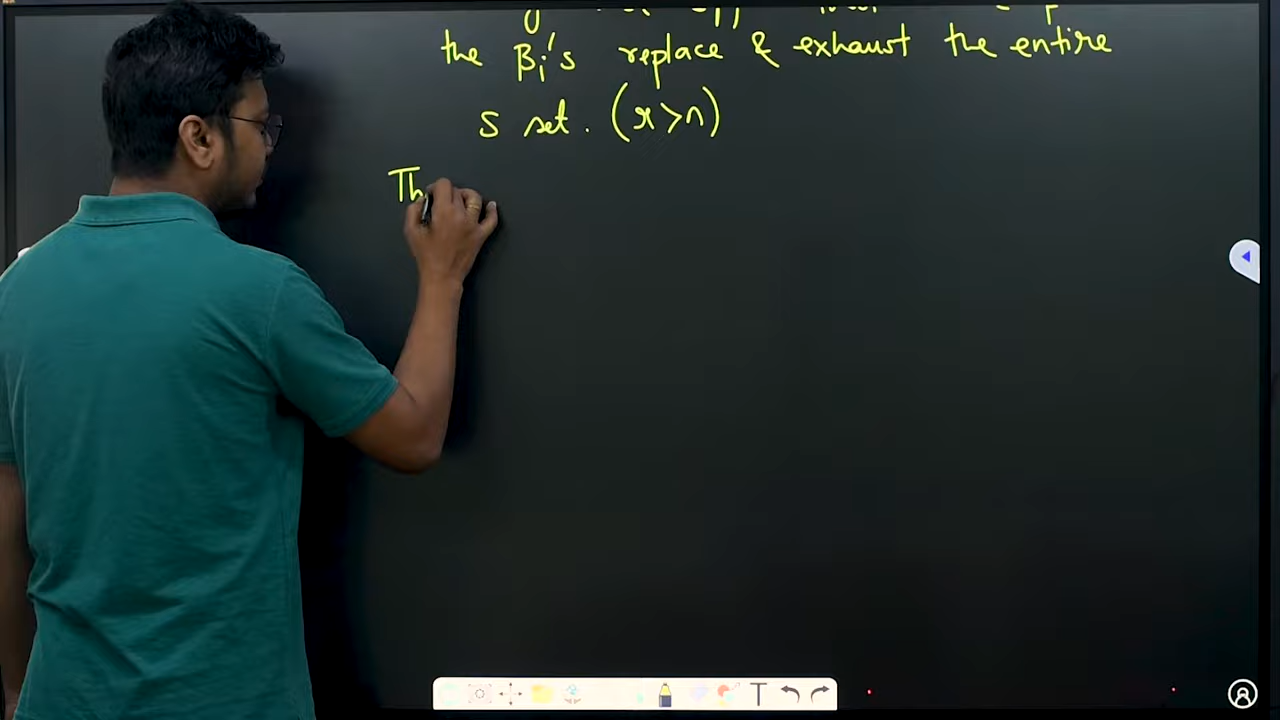 the βi's replace & exhaust the entire
S set. (r>n)
Th
T